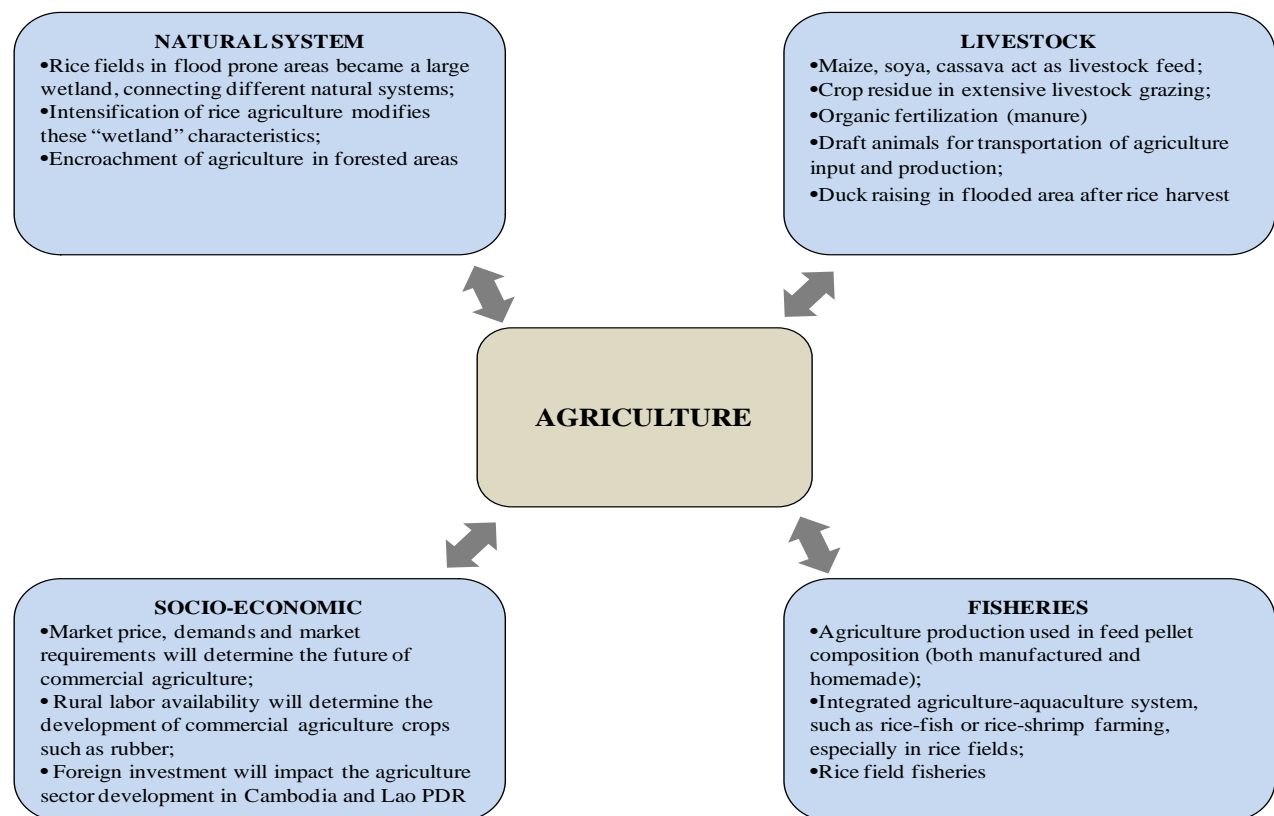 NATURAL SYSTEM
•Rice fields in flood prone areas became a large
wetland, connecting different natural systems;
•Intensification of rice agriculture modifies
these “wetland” characteristics;
•Encroachment of agriculture in forested areas
LIVESTOCK
•Maize, soya, cassava act as livestock feed;
•Crop residue in extensive livestock grazing;
•Organic fertilization (manure)
•Draft animals for transportation of agriculture
input and production;
•Duck raising in flooded area after rice harvest
AGRICULTURE
SOCIO-ECONOMIC
•Market price, demands and market
requirements will determine the future of
commercial agriculture;
• Rural labor availability will determine the
development of commercial agriculture crops
such as rubber;
• Foreign investment will impact the agriculture
sector development in Cambodia and Lao PDR
FISHERIES
•Agriculture production used in feed pellet
composition (both manufactured and
homemade);
•Integrated agriculture-aquaculture system,
such as rice-fish or rice-shrimp farming,
especially in rice fields;
•Rice field fisheries